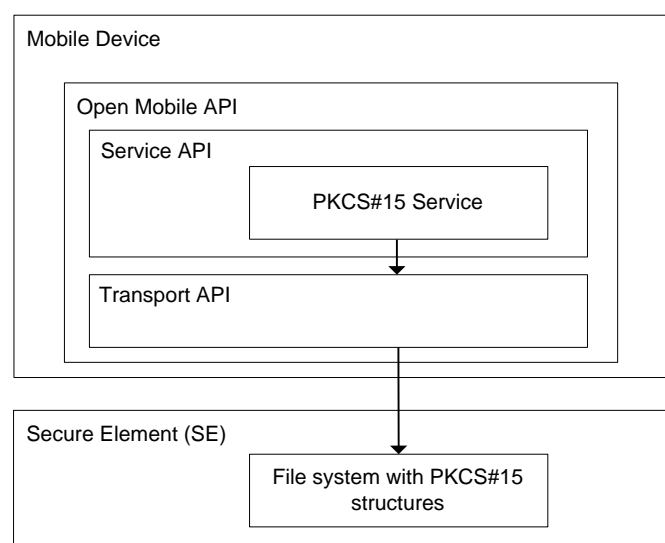 Mobile Device
Open Mobile API
Service API
PKCS#15 Service
Transport API
Secure Element (SE)
File system with PKCS#15
structures